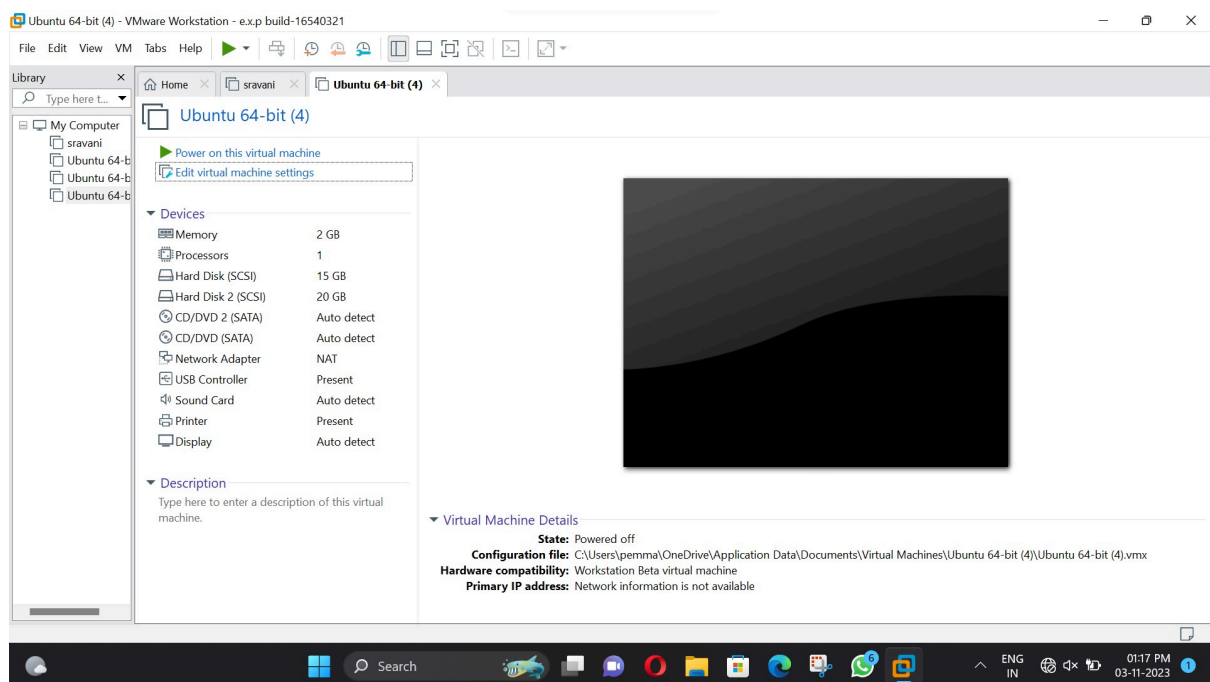 Ubuntu 64-bit (4) - VMware Workstation - e.x.p build-16540321
File Edit View VM Tabs Help
Library
Type here t...
Home
sravani
Ubuntu 64-bit (4)
My Computer
sravani
Ubuntu 64-b
Ubuntu 64-b
Ubuntu 64-b
Ubuntu 64-bit (4)
Power on this virtual machine
Edit virtual machine settings
Devices
Memory 2 GB
Processors 1
Hard Disk (SCSI) 15 GB
Hard Disk 2 (SCSI) 20 GB
CD/DVD 2 (SATA) Auto detect
CD/DVD (SATA) Auto detect
Network Adapter NAT
USB Controller Present
Sound Card Auto detect
Printer Present
Display Auto detect
Description
Type here to enter a description of this virtual
machine.
Virtual Machine Details
State: Powered off
Configuration file: C:\Users\pemma\OneDrive\Application Data\Documents\Virtual Machines\Ubuntu 64-bit (4)\Ubuntu 64-bit (4).vmx
Hardware compatibility: Workstation Beta virtual machine
Primary IP address: Network information is not available
Search
6
ENG
IN
01:17 PM
03-11-2023
1